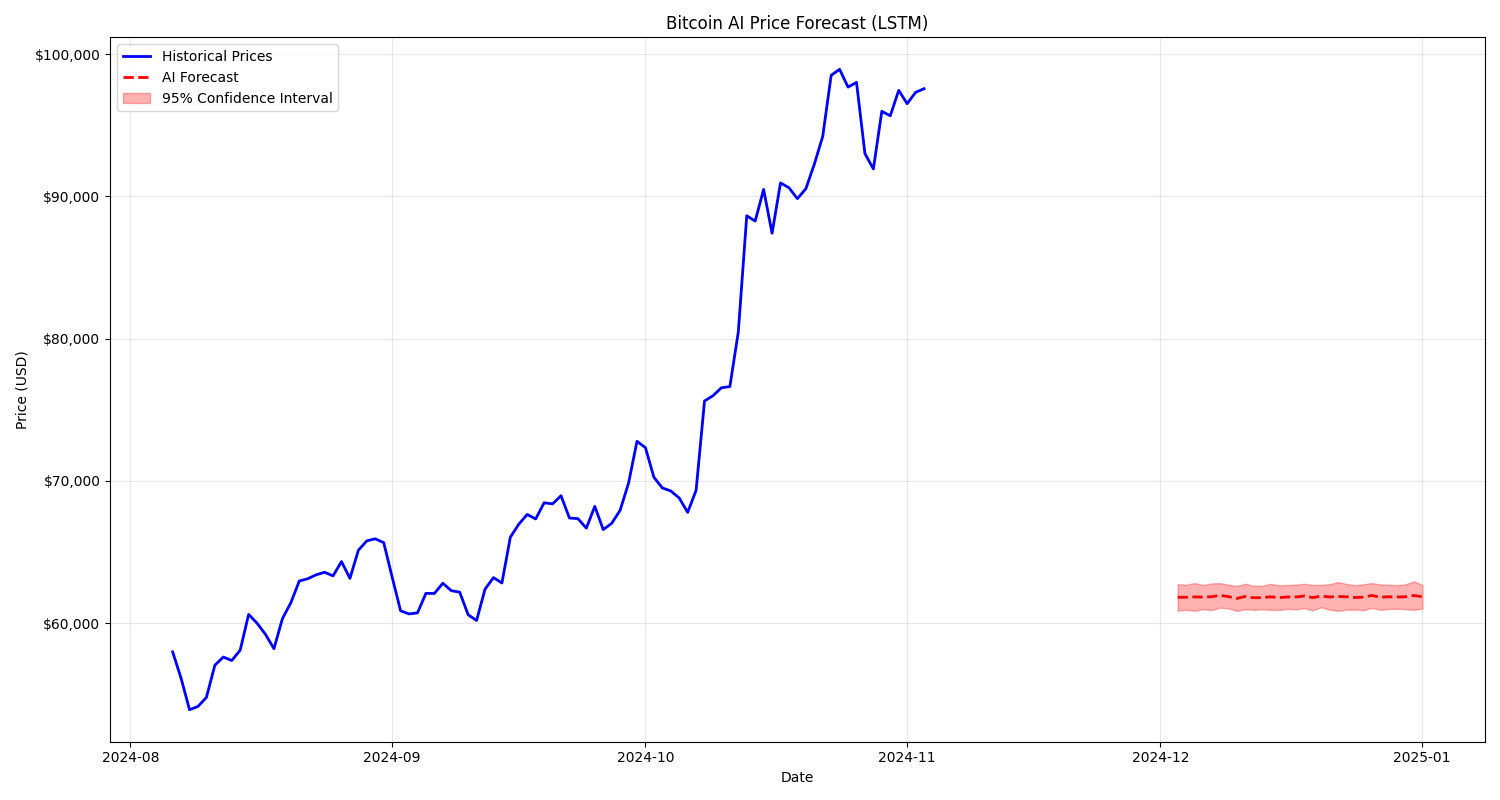 Bitcoin AI Price Forecast (LSTM)
Historical Prices
AI Forecast
95% Confidence Interval
Price (USD)
$100,000
$90,000
$80,000
$70,000
$60,000
2024-08
2024-09
2024-10
2024-11
2024-12
2025-01
Date